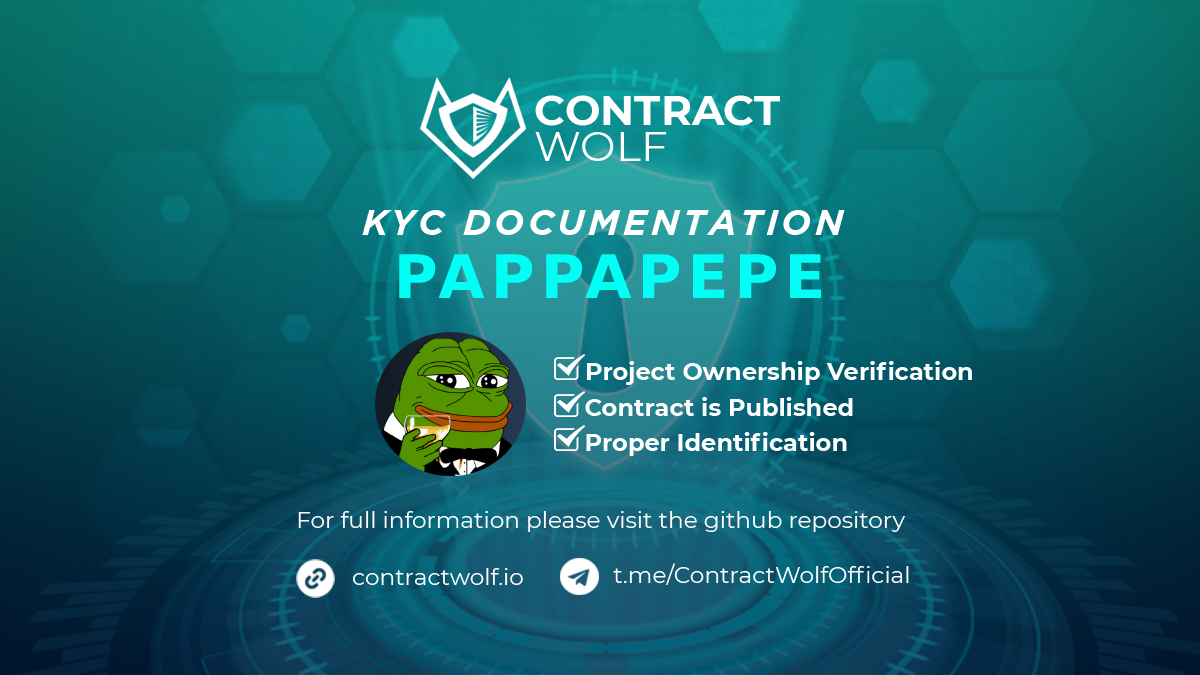 CONTRACT
WOLF
KYC DOCUMENTATION
PAPPAPEPE
Project Ownership Verification
Contract is Published
Proper Identification
For full information please visit the github repository
contractwolf.io
t.me/ContractWolfOfficial